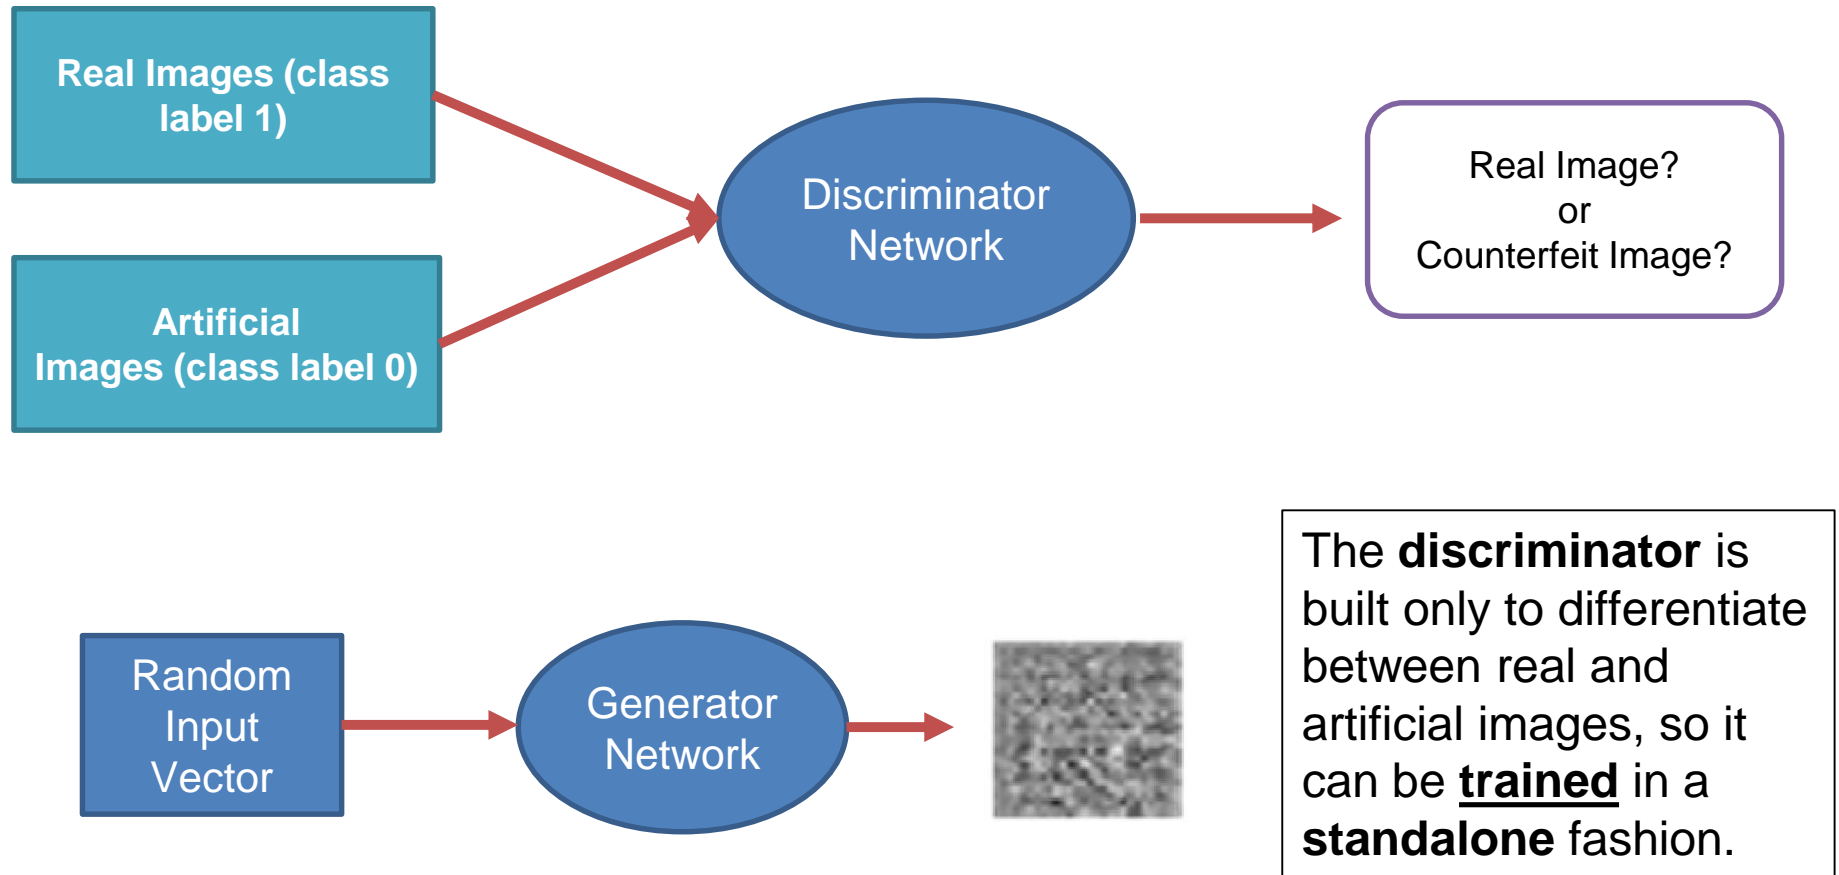 Real Images (class
label 1)
Discriminator
Network
Real Image?
or
Counterfeit Image?
Artificial
Images (class label 0)
Random
Input
Vector
Generator
Network
The discriminator is
built only to differentiate
between real and
artificial images, so it
can be trained in a
standalone fashion.